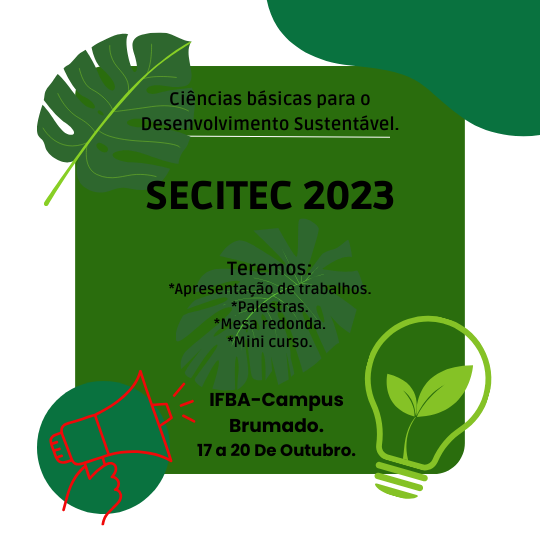 Ciências básicas para o
Desenvolvimento Sustentável.
SECITEC 2023
Teremos:
*Apresentação de trabalhos.
*Palestras.
*Mesa redonda.
*Mini curso.
IFBA-Campus
Brumado.
17 a 20 De Outubro.